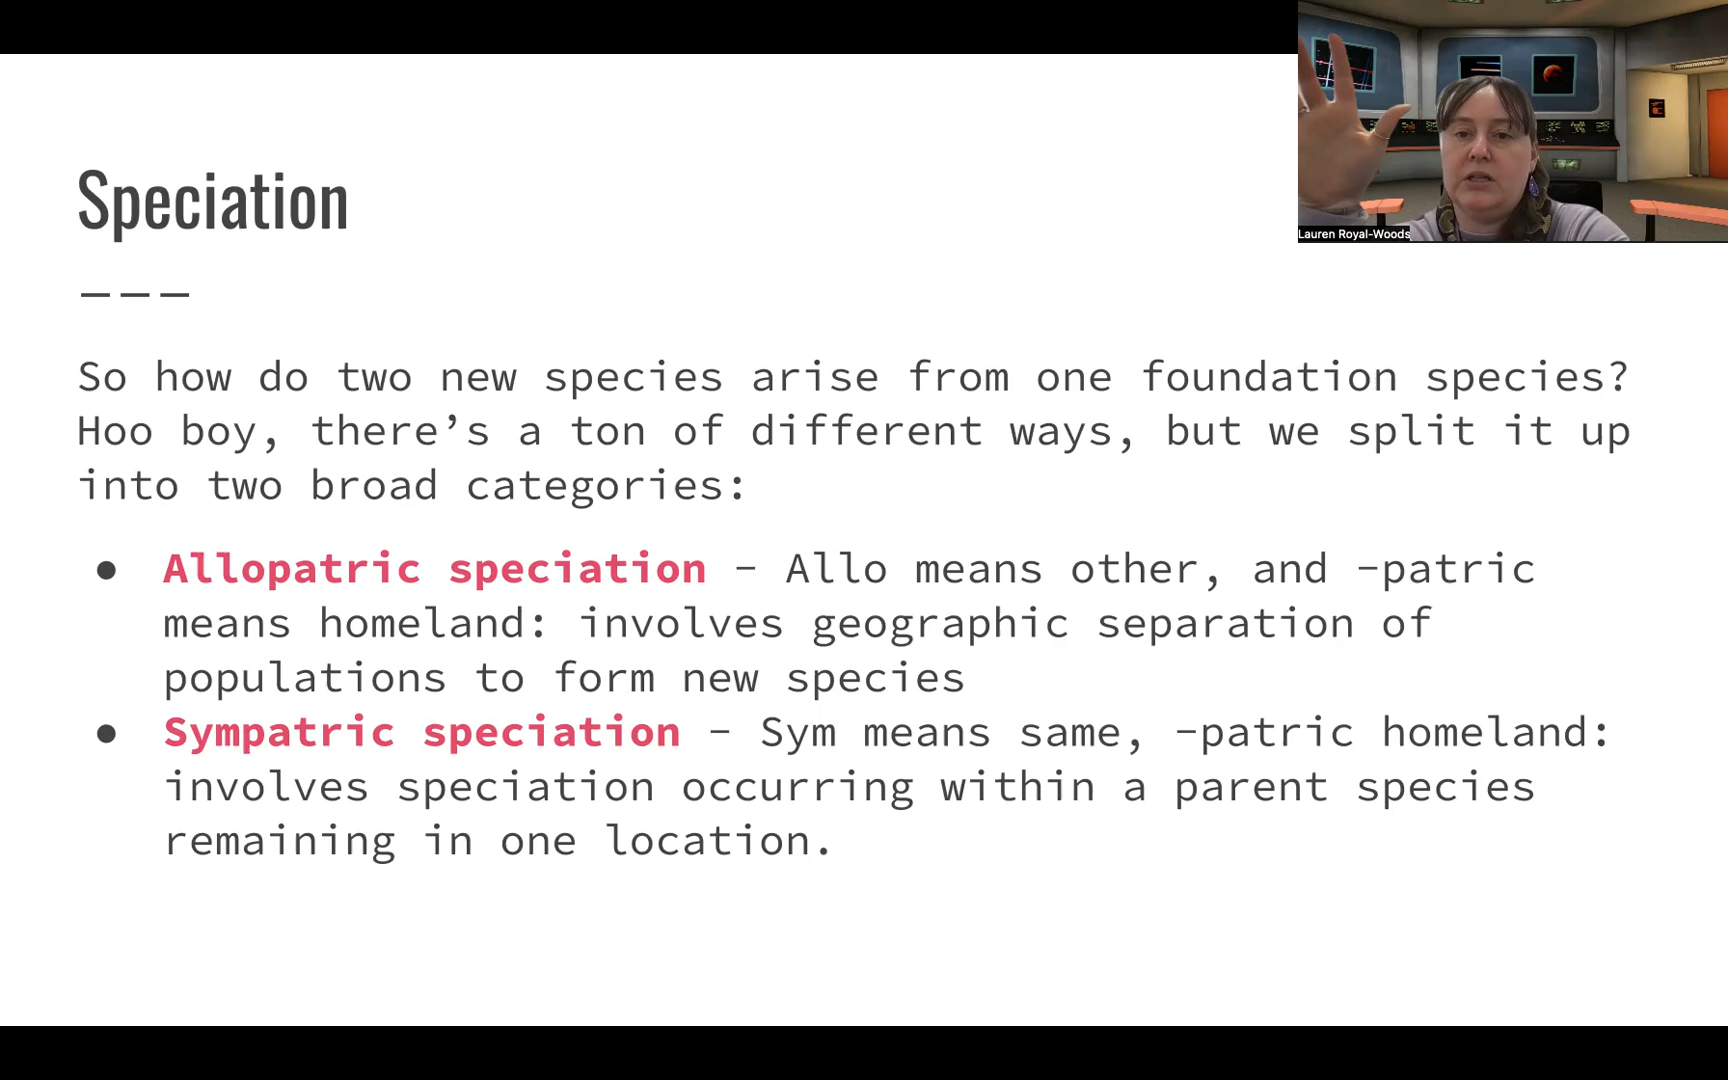 Lauren Royal-Woods
Speciation
———
So how do two new species arise from one foundation species?
Hoo boy, there’s a ton of different ways, but we split it up
into two broad categories:
● Allopatric speciation - Allo means other, and -patric
means homeland: involves geographic separation of
populations to form new species
● Sympatric speciation - Sym means same, -patric homeland:
involves speciation occurring within a parent species
remaining in one location.